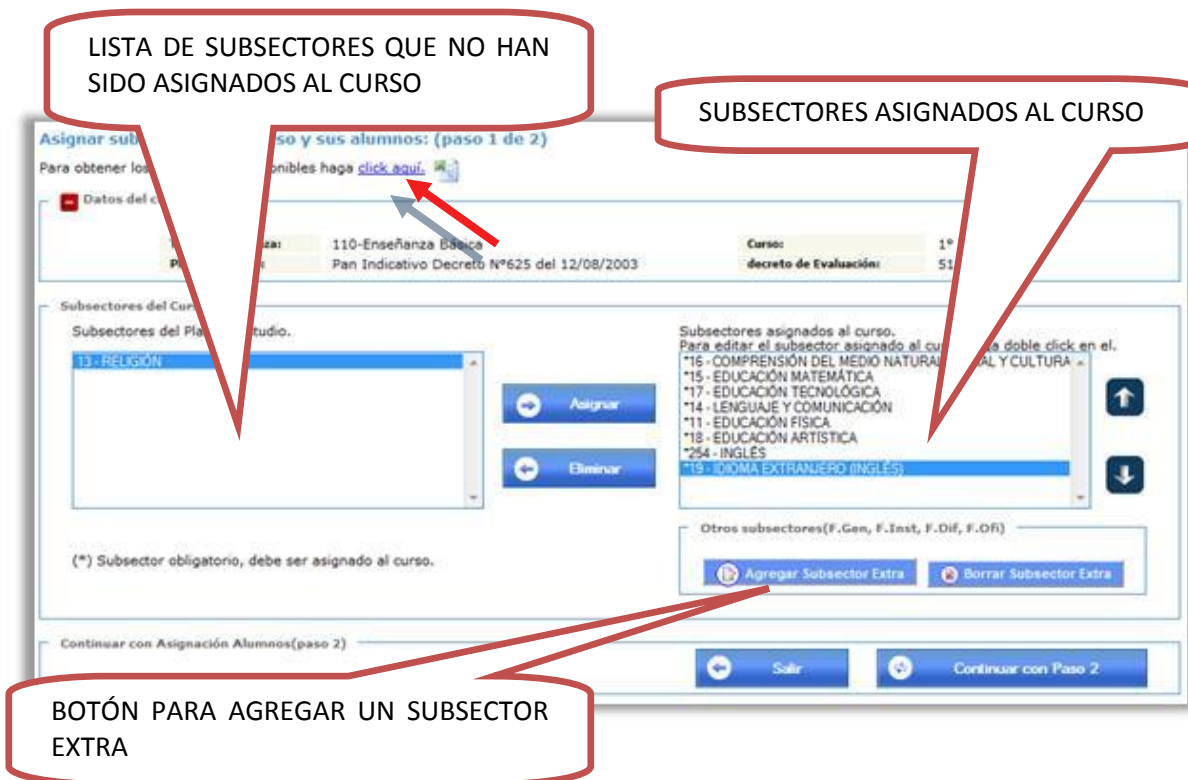 LISTA DE SUBSECTORES QUE NO HAN
SIDO ASIGNADOS AL CURSO
SUBSECTORES ASIGNADOS AL CURSO
Asignar sub so y sus alumnos: (paso 1 de 2)
Para obtener los onibles haga click aquí.
Datos del c
za: 110-Enseñanza Básica Curso: 1º
P Pan Indicativo Decreto Nº625 del 12/08/2003 decreto de Evaluación: 51
Subsectores del Cur
Subsectores del Pla tudio.
Subsectores asignados al curso.
Para editar el subsector asignado al cu a doble click en el.
13 - RELIGIÓN
*16 - COMPRENSIÓN DEL MEDIO NATURAL AL Y CULTURA
*15 - EDUCACIÓN MATEMÁTICA
*17 - EDUCACIÓN TECNOLÓGICA
*14 - LENGUAJE Y COMUNICACIÓN
*11 - EDUCACIÓN FÍSICA
*18 - EDUCACIÓN ARTÍSTICA
*254 - INGLÉS
*19 - IDIOMA EXTRANJERO (INGLÉS)
Asignar
Eliminar
Otros subsectores(F.Gen, F.Inst, F.Dif, F.Ofi)
(*) Subsector obligatorio, debe ser asignado al curso.
Agregar Subsector Extra Borrar Subsector Extra
Continuar con Asignación Alumnos(paso 2)
Salir Continuar con Paso 2
BOTÓN PARA AGREGAR UN SUBSECTOR
EXTRA